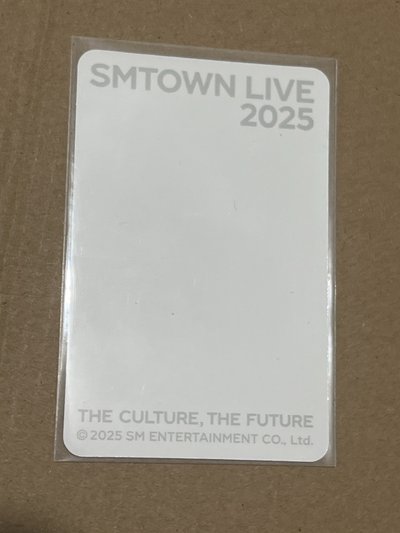 SMTOWN LIVE
2025
THE CULTURE, THE FUTURE
© 2025 SM ENTERTAINMENT CO., Ltd.